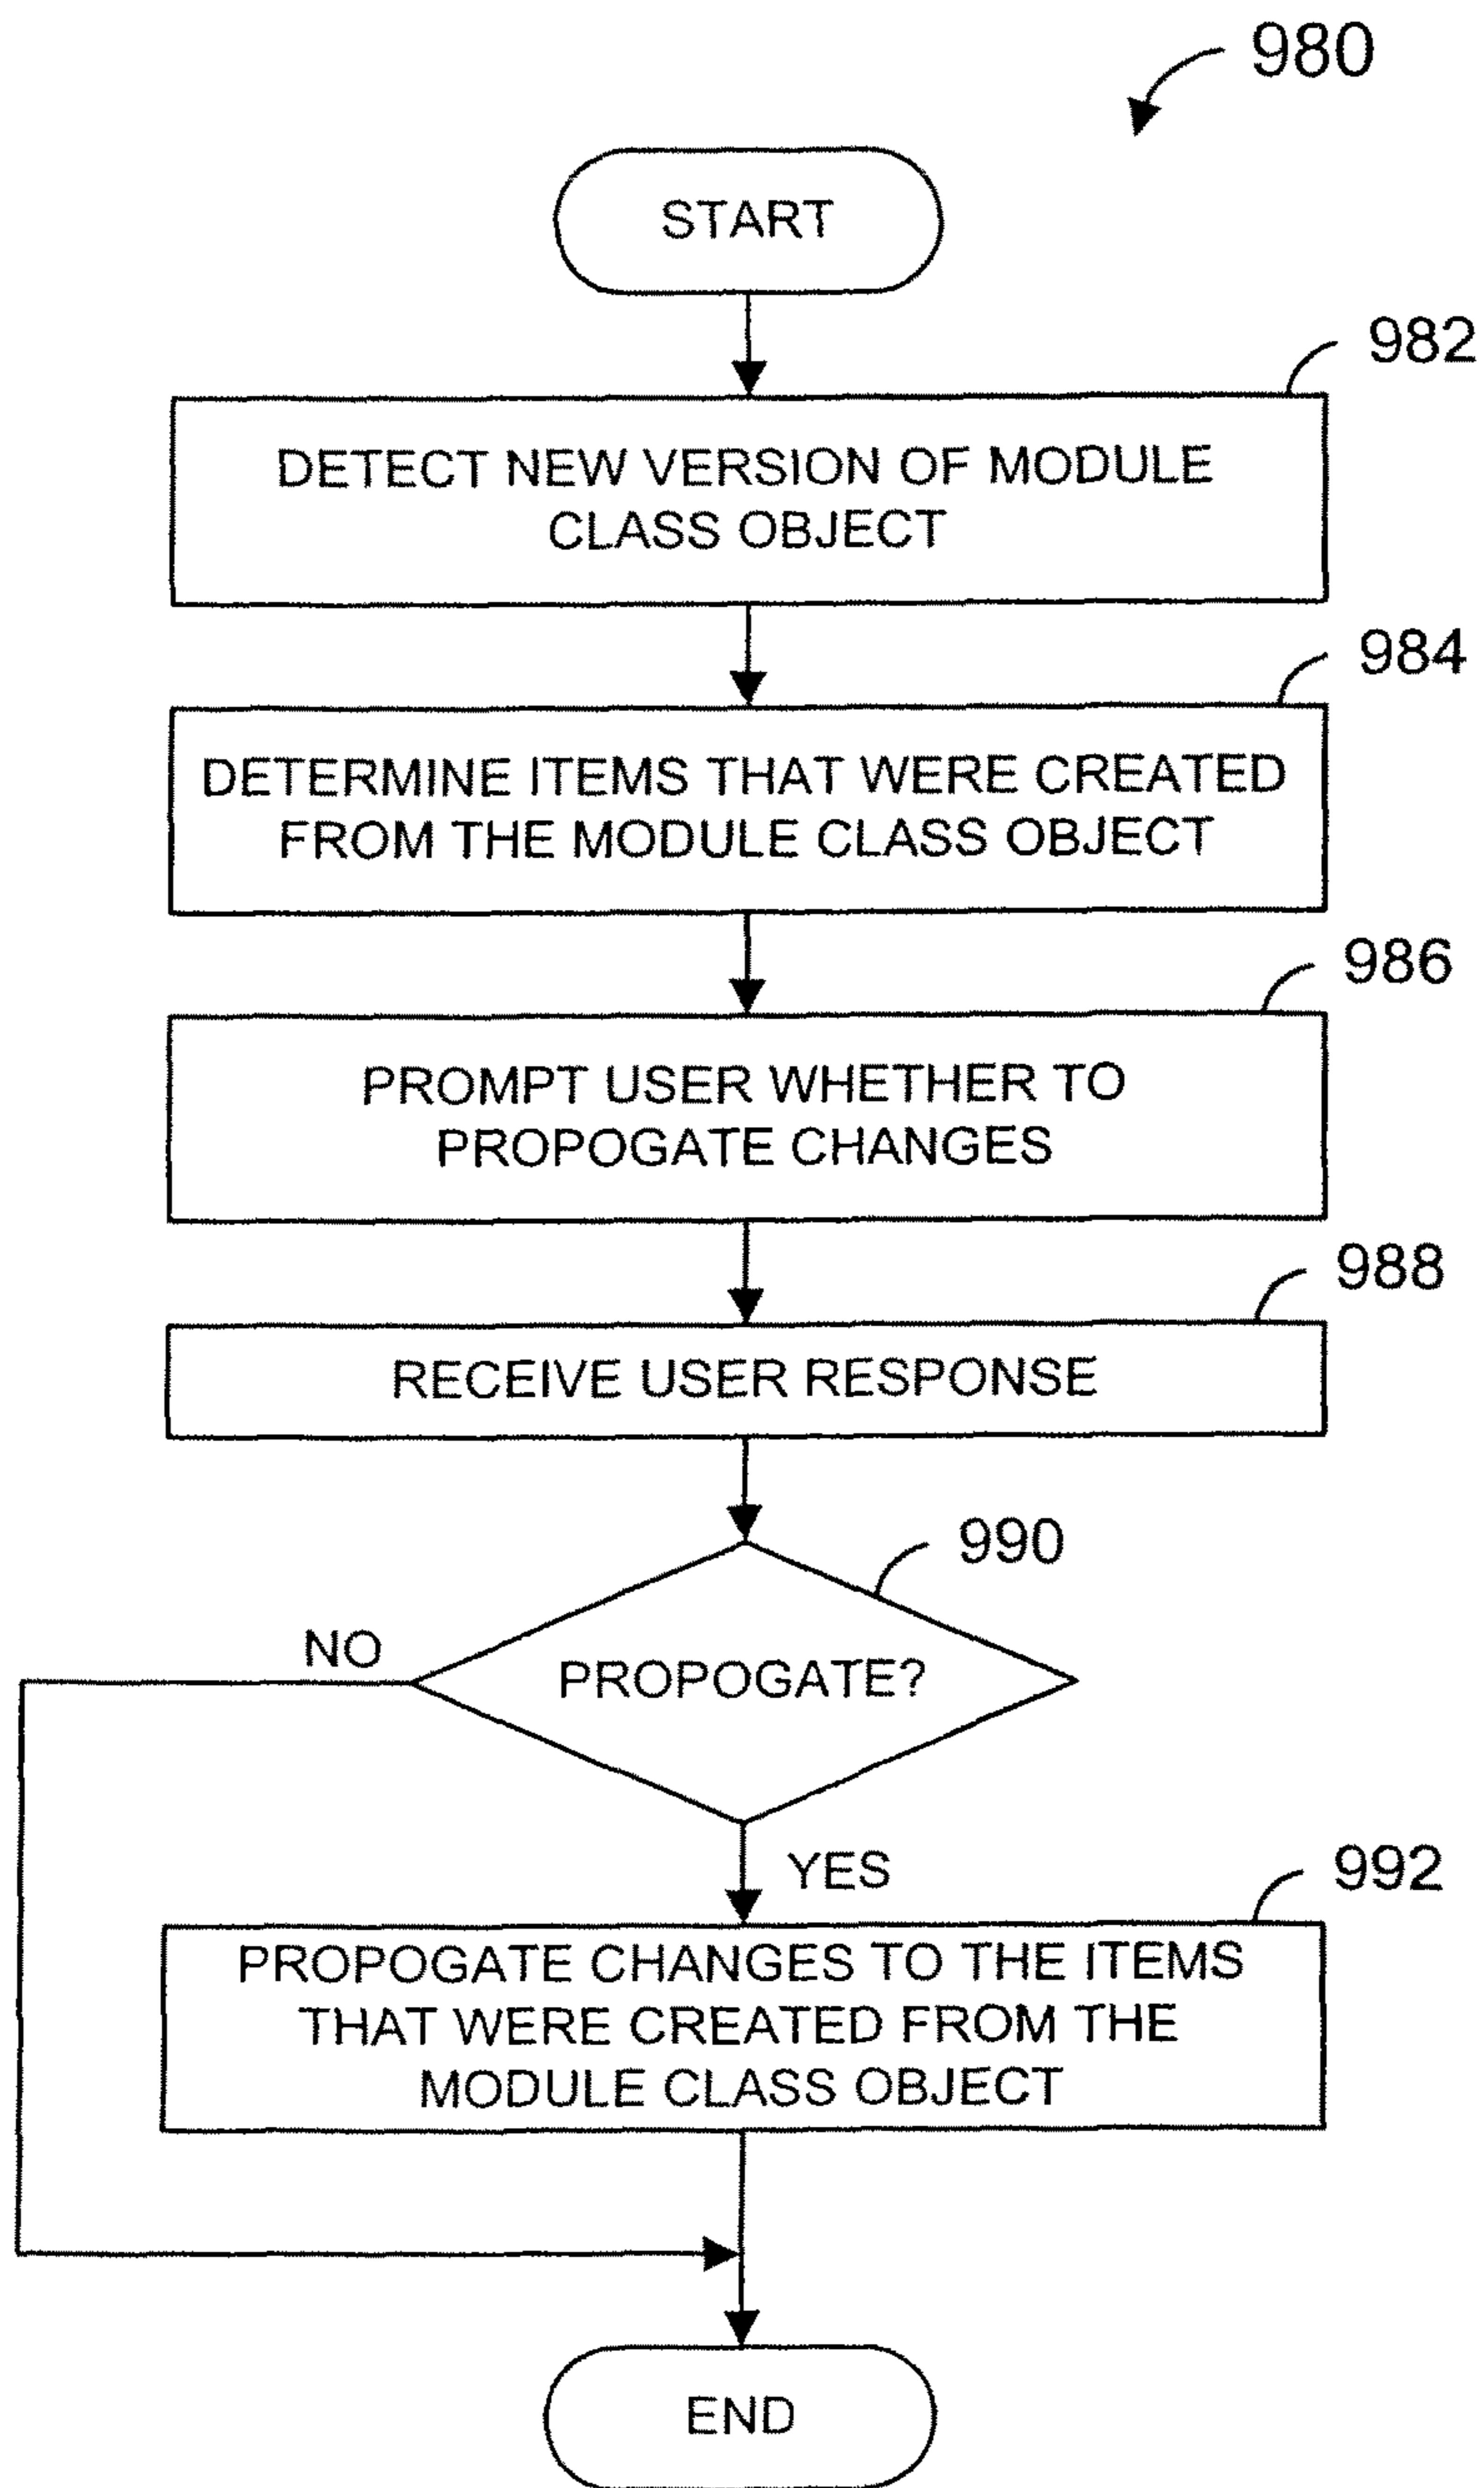 980
START
982
DETECT NEW VERSION OF MODULE
CLASS OBJECT
984
DETERMINE ITEMS THAT WERE CREATED
FROM THE MODULE CLASS OBJECT
986
PROMPT USER WHETHER TO
PROPOGATE CHANGES
988
RECEIVE USER RESPONSE
990
NO
PROPOGATE?
YES
992
PROPOGATE CHANGES TO THE ITEMS
THAT WERE CREATED FROM THE
MODULE CLASS OBJECT
END